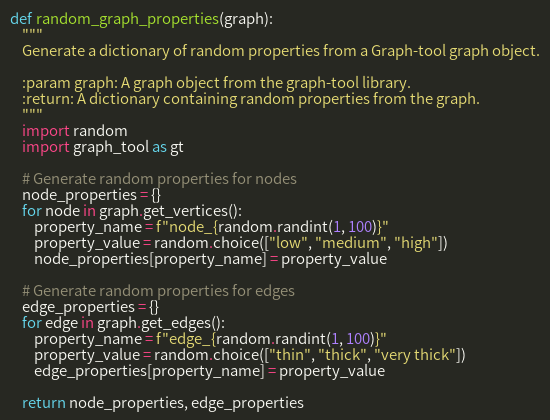 def random_graph_properties(graph):
    """
    Generate a dictionary of random properties from a Graph-tool graph object.

    :param graph: A graph object from the graph-tool library.
    :return: A dictionary containing random properties from the graph.
    """
    import random
    import graph_tool as gt

    # Generate random properties for nodes
    node_properties = {}
    for node in graph.get_vertices():
        property_name = f"node_{random.randint(1, 100)}"
        property_value = random.choice(["low", "medium", "high"])
        node_properties[property_name] = property_value

    # Generate random properties for edges
    edge_properties = {}
    for edge in graph.get_edges():
        property_name = f"edge_{random.randint(1, 100)}"
        property_value = random.choice(["thin", "thick", "very thick"])
        edge_properties[property_name] = property_value

    return node_properties, edge_properties